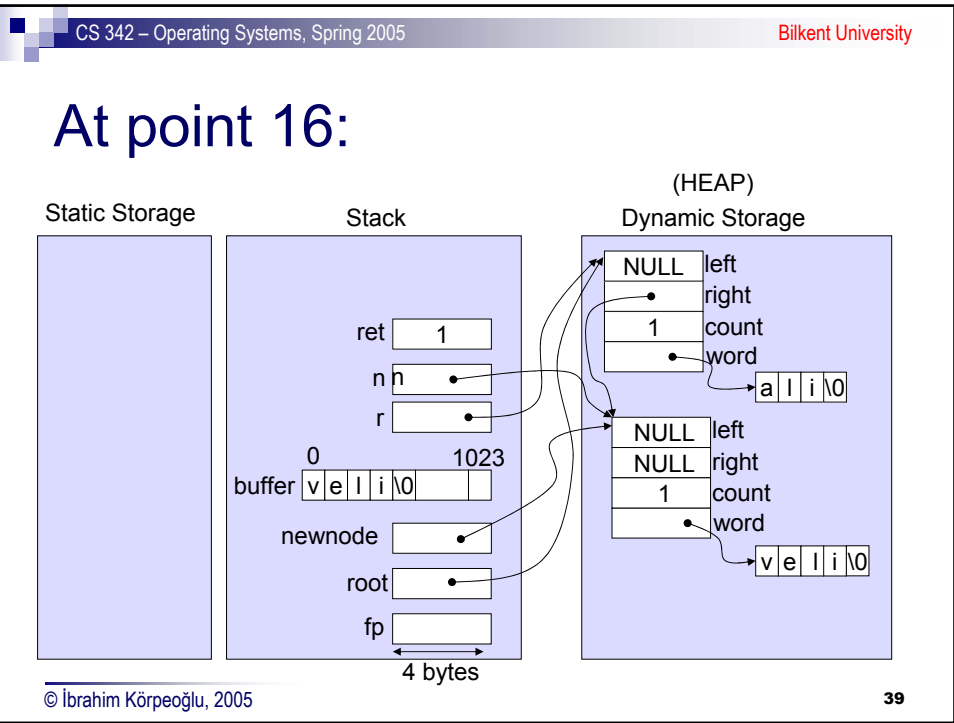 CS 342 – Operating Systems, Spring 2005 Bilkent University
At point 16:
(HEAP)
Static Storage Stack Dynamic Storage
NULL left
right
1 count
word
a l i \0
ret 1
n n
r
NULL left
NULL right
1 count
word
v e l i \0
0 1023
buffer v e l i \0
newnode
root
fp
4 bytes
© İbrahim Körpeoğlu, 2005 39